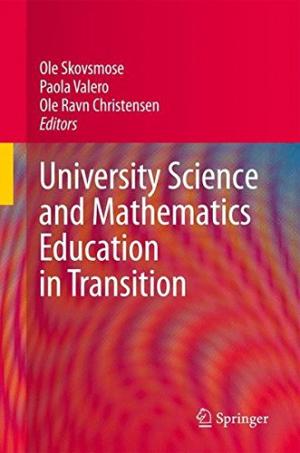 Ole Skovsmose
Paola Valero
Ole Ravn Christensen
Editors
University Science
and Mathematics
Education
in Transition
Springer